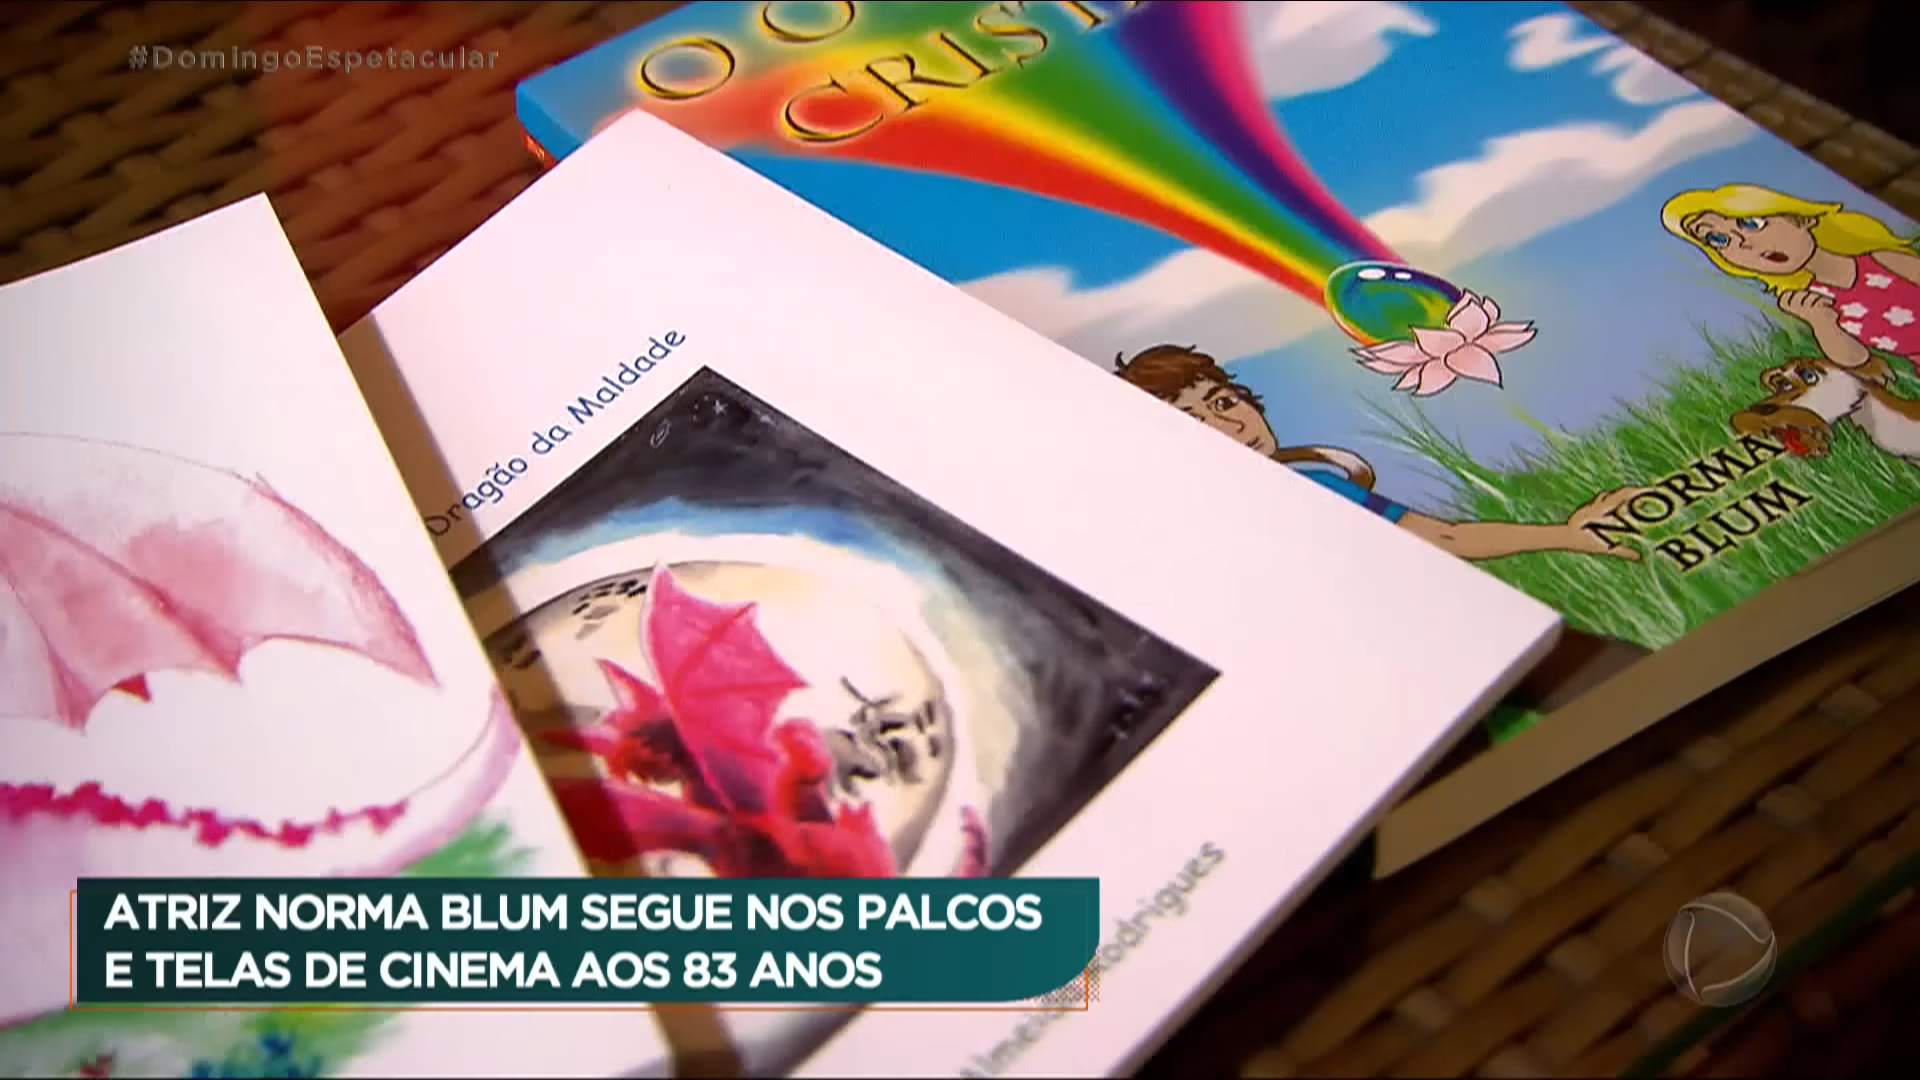 #DomingoEspetacular
O O
CRIST
Dragão da Maldade
NORMA
BLUM
ATRIZ NORMA BLUM SEGUE NOS PALCOS
E TELAS DE CINEMA AOS 83 ANOS